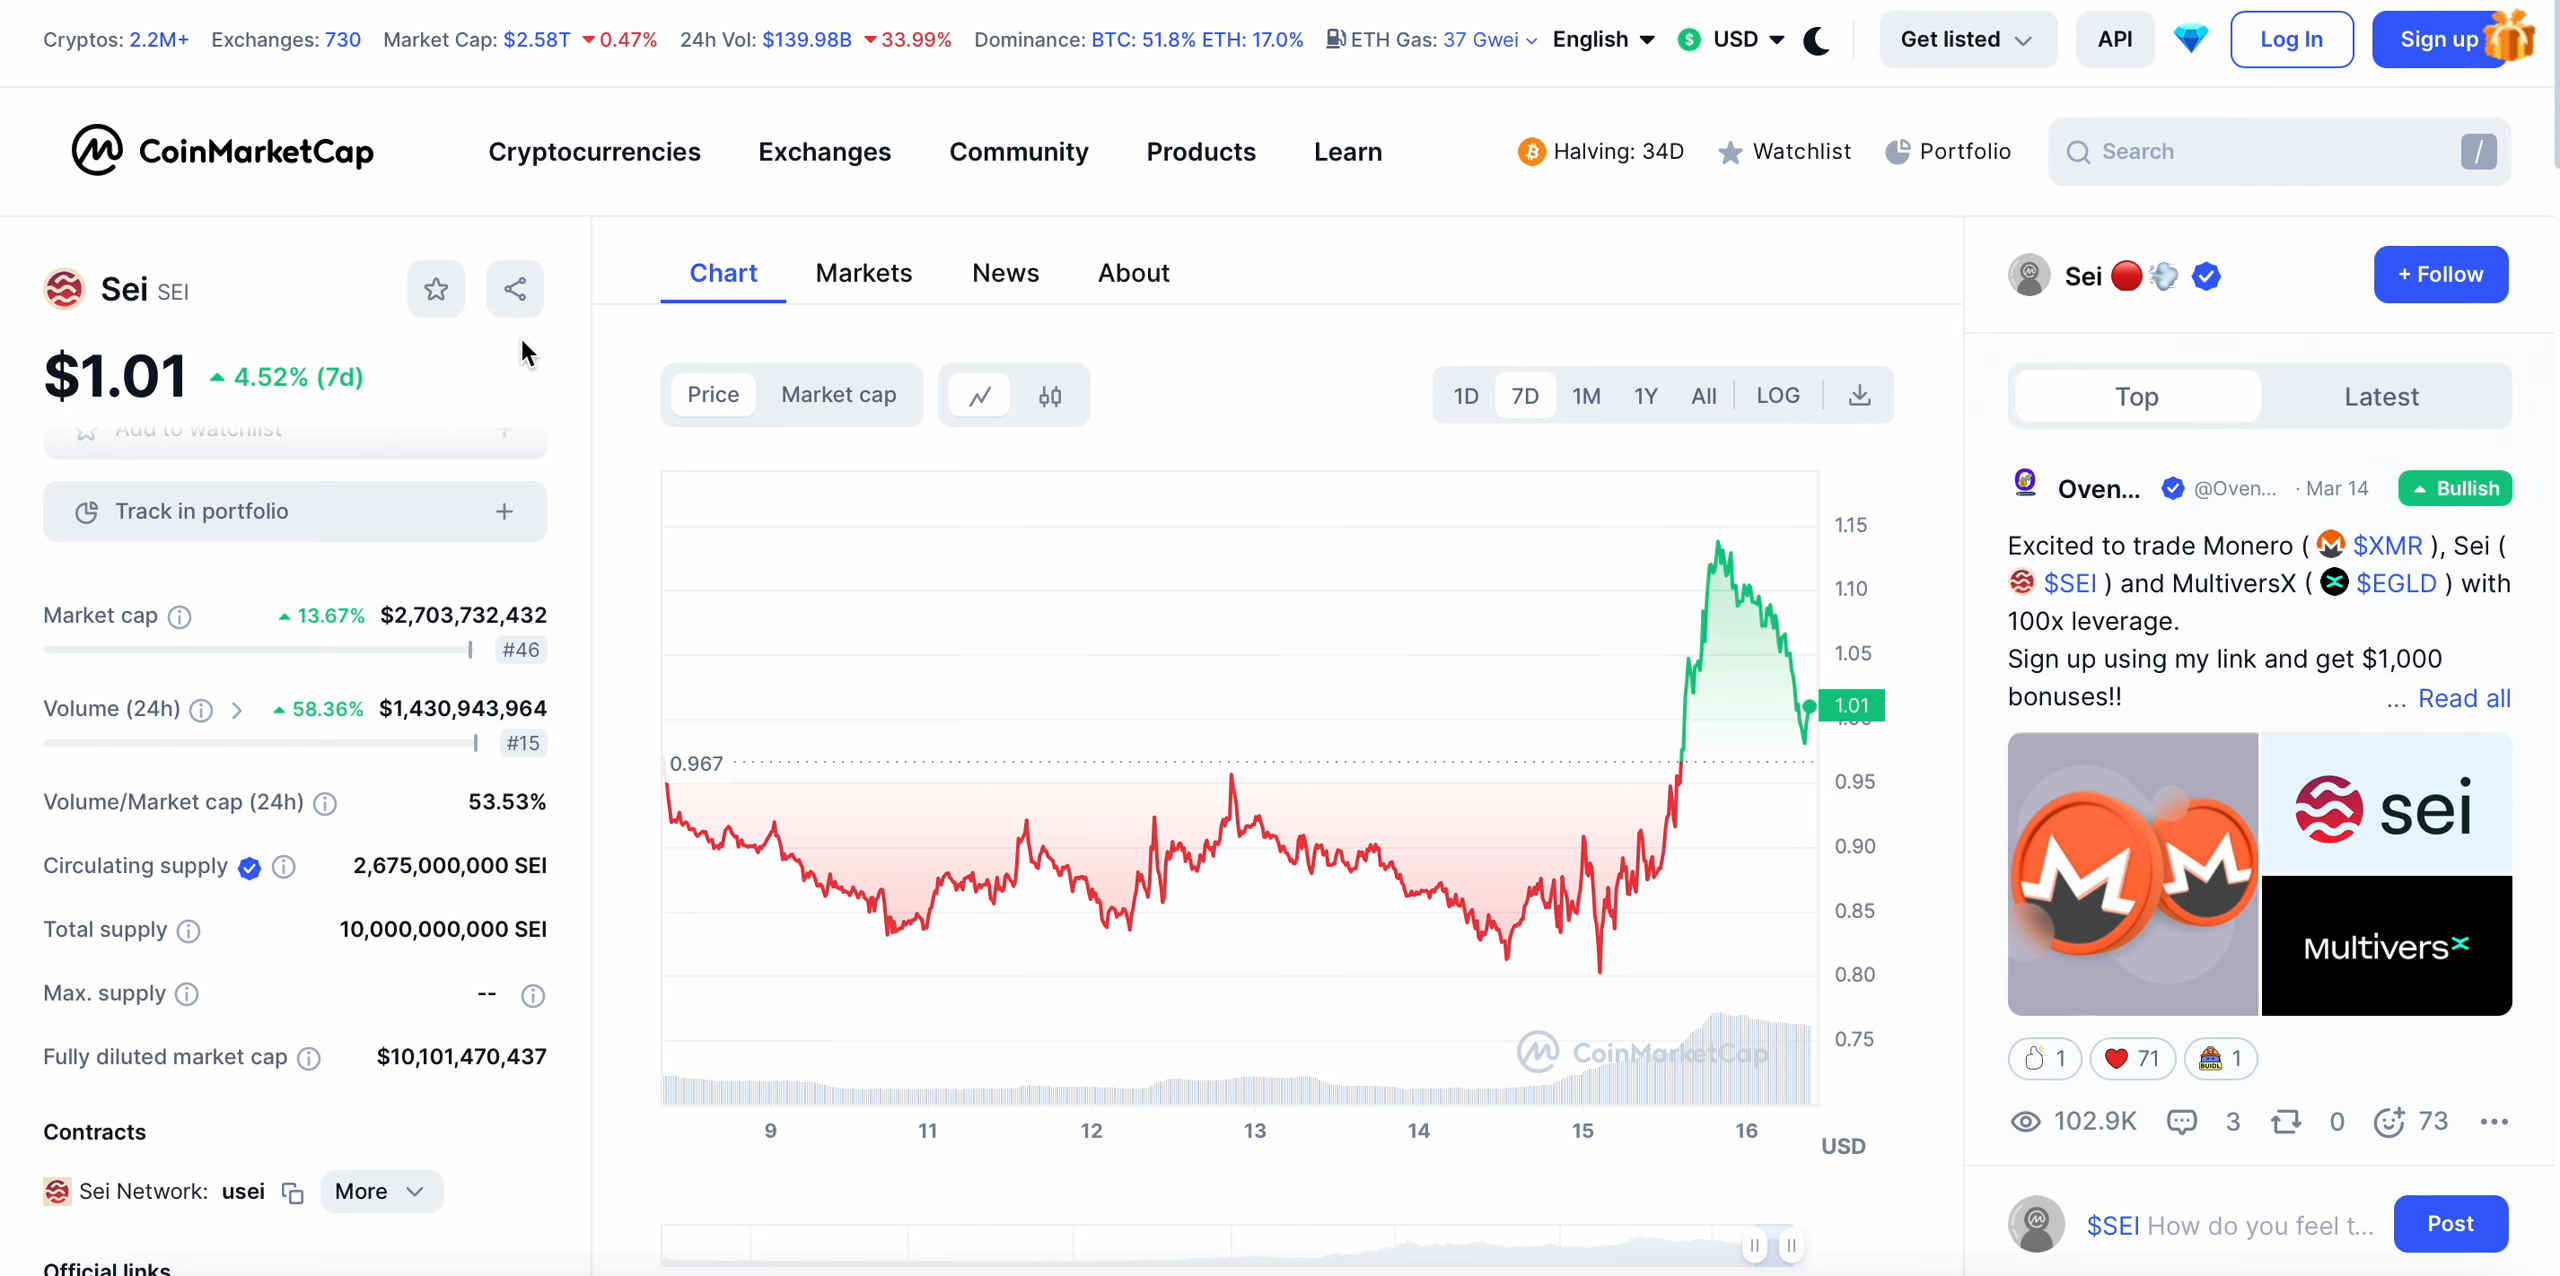 Cryptos: 2.2M+ Exchanges: 730 Market Cap: $2.58T 0.47% 24h Vol: $139.98B 33.99% Dominance: BTC: 51.8% ETH: 17.0% ETH Gas: 37 Gwei English USD Get listed API Log In Sign up
CoinMarketCap Cryptocurrencies Exchanges Community Products Learn Halving: 34D Watchlist Portfolio Search /
Sei SEI
$1.01 4.52% (7d)
Add to watchlist +
Track in portfolio +
Market cap 13.67% $2,703,732,432
#46
Volume (24h) 58.36% $1,430,943,964
#15
Volume/Market cap (24h) 53.53%
Circulating supply 2,675,000,000 SEI
Total supply 10,000,000,000 SEI
Max. supply --
Fully diluted market cap $10,101,470,437
Contracts
Sei Network: usei More
Official links
Chart Markets News About
Price Market cap 1D 7D 1M 1Y All LOG
1.15
1.10
1.05
1.01
1.00
0.967
0.95
0.90
0.85
0.80
0.75
CoinMarketCap
9 11 12 13 14 15 16
USD
Sei + Follow
Top Latest
Oven... @Oven... · Mar 14 Bullish
Excited to trade Monero ( $XMR ), Sei (
$SEI ) and MultiversX ( $EGLD ) with
100x leverage.
Sign up using my link and get $1,000
bonuses!! ... Read all
sei
Multivers
1 71 BUIDL 1
102.9K 3 0 73
$SEI How do you feel t... Post